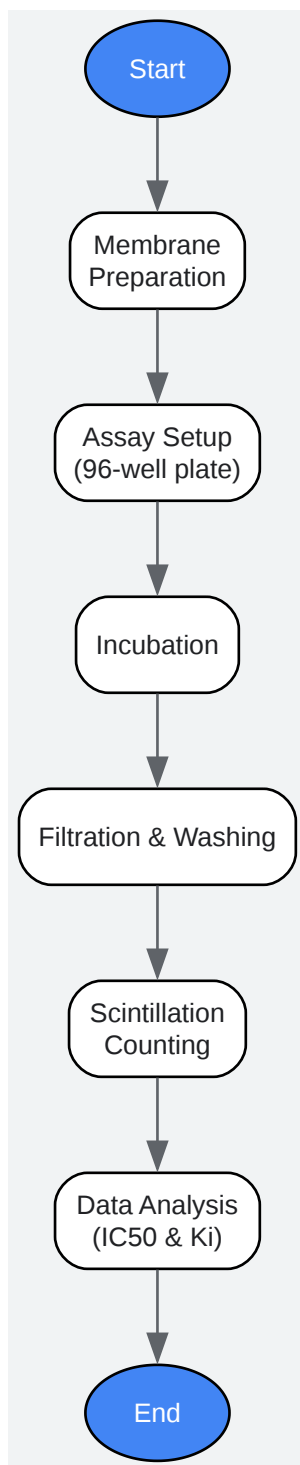 Start
Membrane
Preparation
Assay Setup
(96-well plate)
Incubation
Filtration & Washing
Scintillation
Counting
Data Analysis
(IC50 & Ki)
End